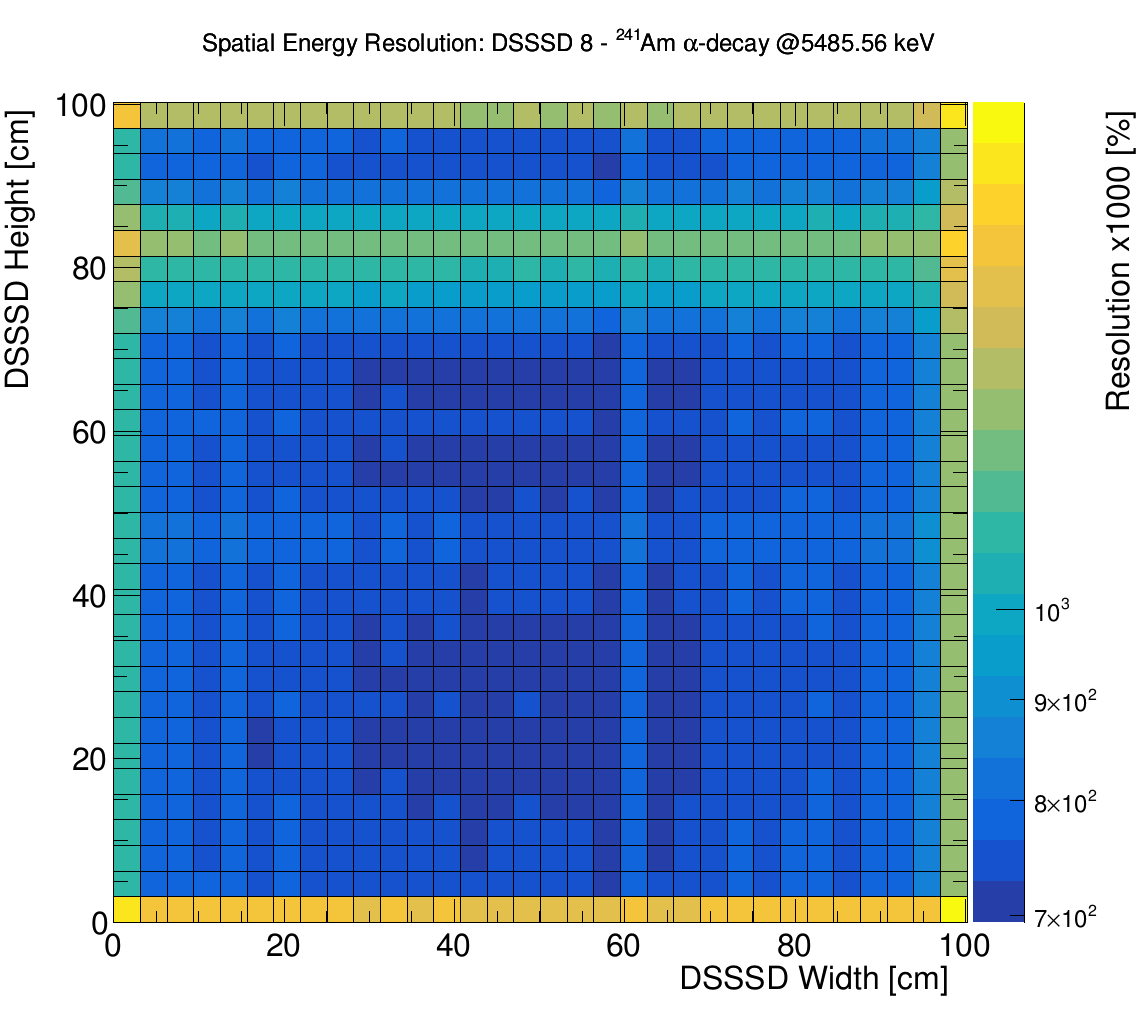 Spatial Energy Resolution: DSSSD 8 - ²⁴¹Am α-decay @5485.56 keV
DSSSD Height [cm]
100
80
60
40
20
0
0 20 40 60 80 100
DSSSD Width [cm]
10³
9×10²
8×10²
7×10²
Resolution x1000 [%]